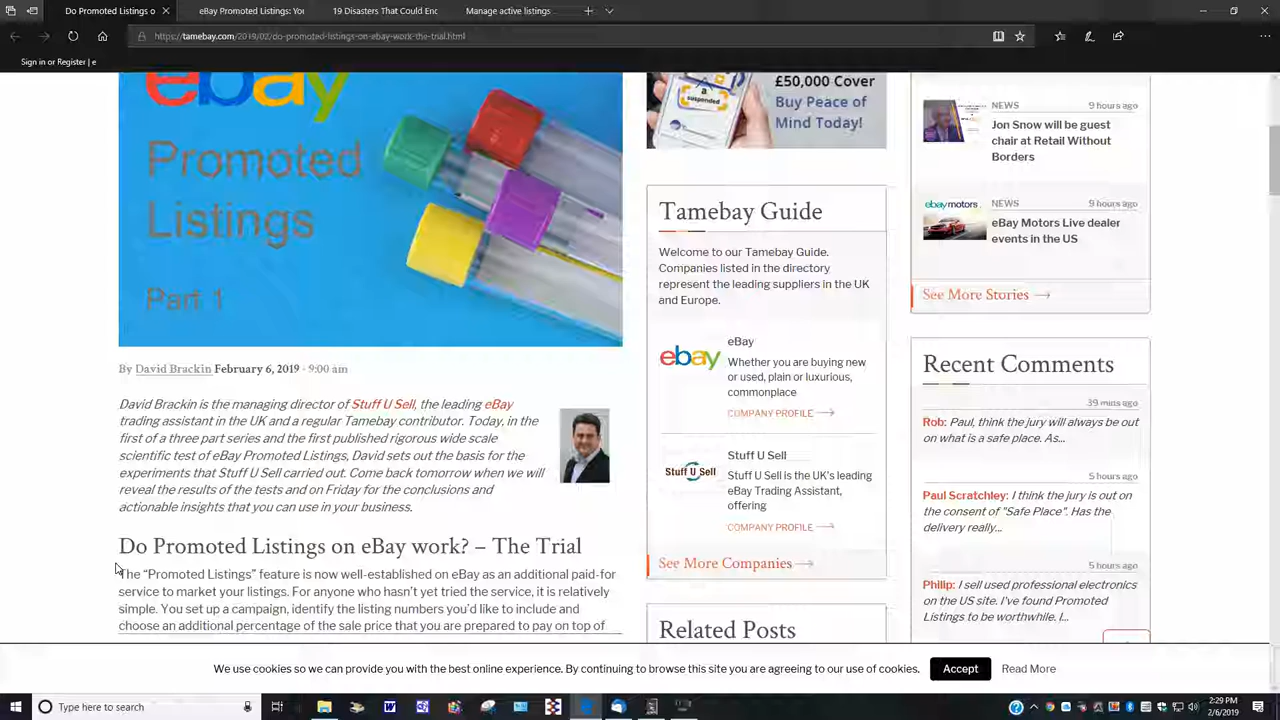 Do Promoted Listings o
eBay Promoted Listings: You
19 Disasters That Could End
Manage active listings
https://tamebay.com/2019/02/do-promoted-listings-on-ebay-work-the-trial.html
Sign in or Register | e
ebay
Promoted
Listings
Part 1
By David Brackin February 6, 2019 - 9:00 am
David Brackin is the managing director of Stuff U Sell, the leading eBay
trading assistant in the UK and a regular Tamebay contributor. Today, in the
first of a three part series and the first published rigorous wide scale
scientific test of eBay Promoted Listings, David sets out the basis for the
experiments that Stuff U Sell carried out. Come back tomorrow when we will
reveal the results of the tests and on Friday for the conclusions and
actionable insights that you can use in your business.
Do Promoted Listings on eBay work? – The Trial
The “Promoted Listings” feature is now well-established on eBay as an additional paid-for
service to market your listings. For anyone who hasn’t yet tried the service, it is relatively
simple. You set up a campaign, identify the listing numbers you’d like to include and
choose an additional percentage of the sale price that you are prepared to pay on top of
a
suspended
£50,000 Cover
Buy Peace of
Mind Today!
Tamebay Guide
Welcome to our Tamebay Guide.
Companies listed in the directory
represent the leading suppliers in the UK
and Europe.
ebay
eBay
Whether you are buying new
or used, plain or luxurious,
commonplace
COMPANY PROFILE
Stuff U Sell
Stuff U Sell
Stuff U Sell is the UK's leading
eBay Trading Assistant,
offering
COMPANY PROFILE
See More Companies
Related Posts
NEWS 9 hours ago
Jon Snow will be guest
chair at Retail Without
Borders
ebay motors
NEWS 9 hours ago
eBay Motors Live dealer
events in the US
See More Stories
Recent Comments
39 mins ago
Rob: Paul, think the jury will always be out
on what is a safe place. As...
5 hours ago
Paul Scratchley: I think the jury is out on
the consent of "Safe Place". Has the
delivery really...
5 hours ago
Philip: I sell used professional electronics
on the US site. I've found Promoted
Listings to be worthwhile. I...
We use cookies so we can provide you with the best online experience. By continuing to browse this site you are agreeing to our use of cookies.
Accept
Read More
Type here to search
2:29 PM
2/6/2019